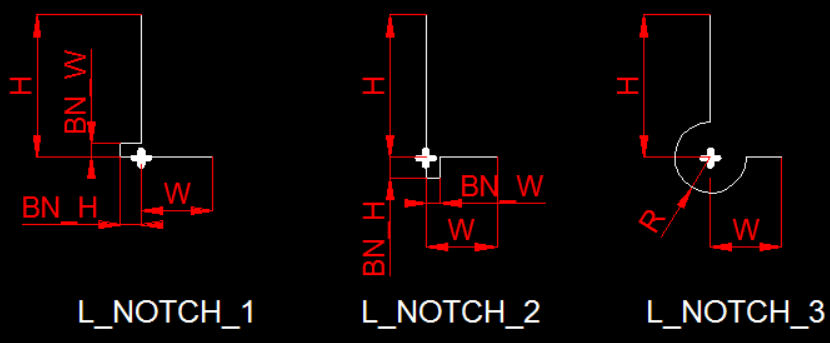 H
BN_W
BN_H
W
L_NOTCH_1
H
BN_H
BN_W
W
L_NOTCH_2
H
R
W
L_NOTCH_3